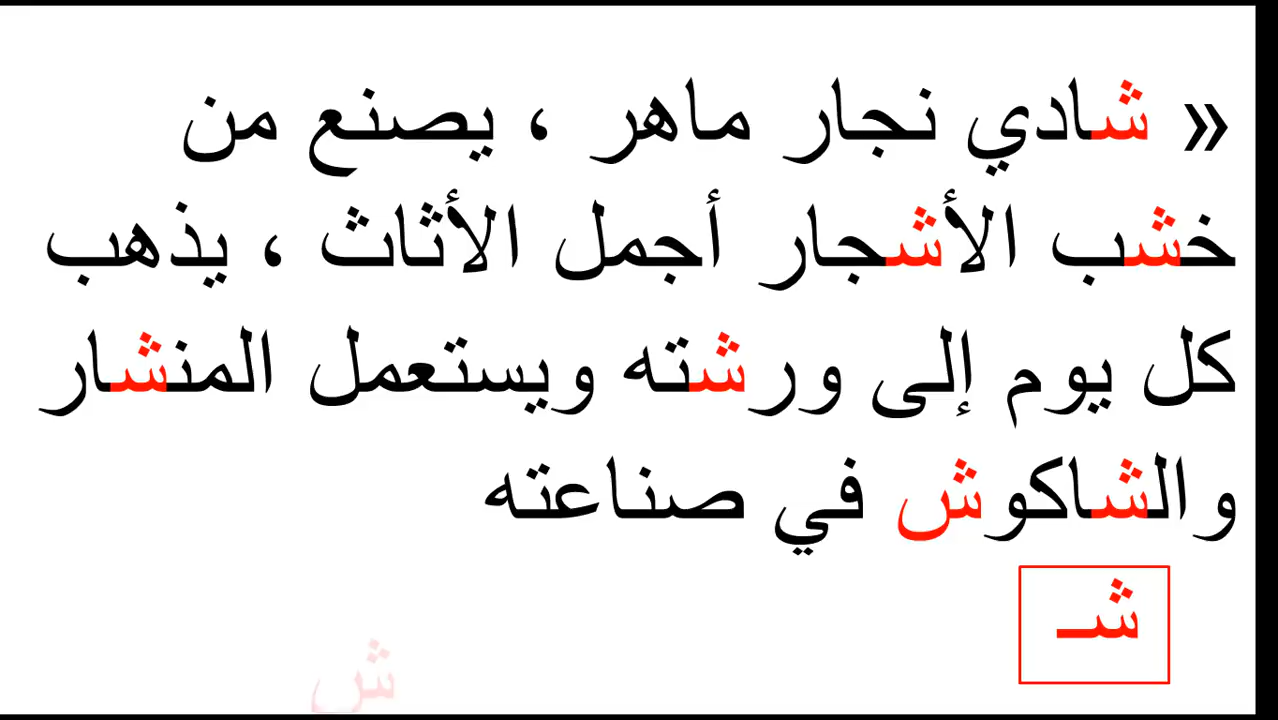 « شادي نجار ماهر ، يصنع من
خشب الأشجار أجمل الأثاث ، يذهب
كل يوم إلى ورشته ويستعمل المنشار
والشاكوش في صناعته
شـ
ش